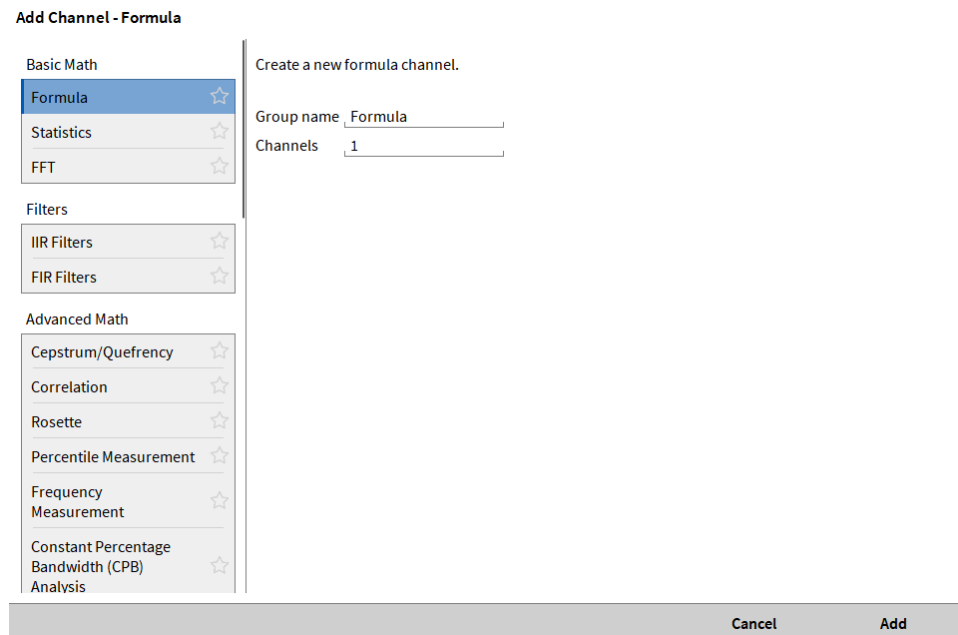 Add Channel - Formula
Basic Math
Formula
Statistics
FFT
Filters
IIR Filters
FIR Filters
Advanced Math
Cepstrum/Quefrency
Correlation
Rosette
Percentile Measurement
Frequency
Measurement
Constant Percentage
Bandwidth (CPB)
Analysis
Create a new formula channel.
Group name Formula
Channels 1
Cancel Add